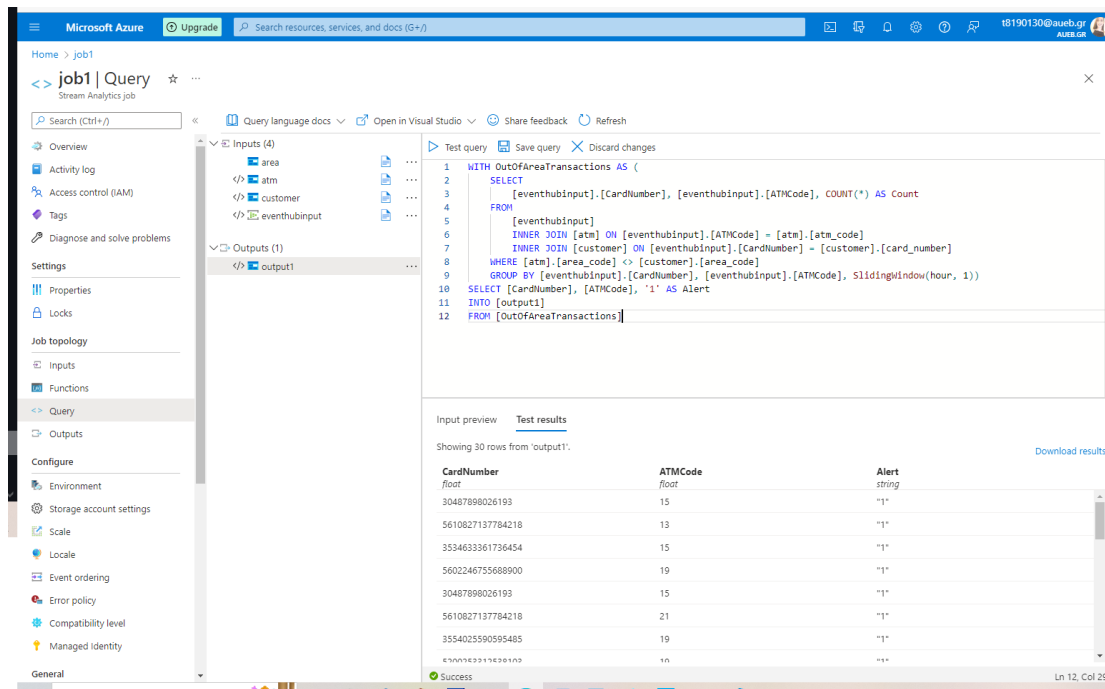 Microsoft Azure
Upgrade
Search resources, services, and docs (G+/)
t8190130@aueb.gr
AUEB.GR
Home > job1
<> job1 | Query
Stream Analytics job
Search (Ctrl+/)
Overview
Activity log
Access control (IAM)
Tags
Diagnose and solve problems
Settings
Properties
Locks
Job topology
Inputs
Functions
Query
Outputs
Configure
Environment
Storage account settings
Scale
Locale
Event ordering
Error policy
Compatibility level
Managed Identity
General
Query language docs
Open in Visual Studio
Share feedback
Refresh
Inputs (4)
area
atm
customer
eventhubinput
Outputs (1)
output1
Test query
Save query
Discard changes
1 WITH OutOfAreaTransactions AS (
2 SELECT
3 [eventhubinput].[CardNumber], [eventhubinput].[ATMCode], COUNT(*) AS Count
4 FROM
5 [eventhubinput]
6 INNER JOIN [atm] ON [eventhubinput].[ATMCode] = [atm].[atm_code]
7 INNER JOIN [customer] ON [eventhubinput].[CardNumber] = [customer].[card_number]
8 WHERE [atm].[area_code] <> [customer].[area_code]
9 GROUP BY [eventhubinput].[CardNumber], [eventhubinput].[ATMCode], SlidingWindow(hour, 1))
10 SELECT [CardNumber], [ATMCode], '1' AS Alert
11 INTO [output1]
12 FROM [OutOfAreaTransactions]
Input preview Test results
Showing 30 rows from 'output1'.
Download results
CardNumber ATMCode Alert
float float string
30487898026193 15 "1"
5610827137784218 13 "1"
3534633361736454 15 "1"
5602246755688900 19 "1"
30487898026193 15 "1"
5610827137784218 21 "1"
3554025590595485 19 "1"
5200253312538103 10 "1"
Success
Ln 12, Col 29